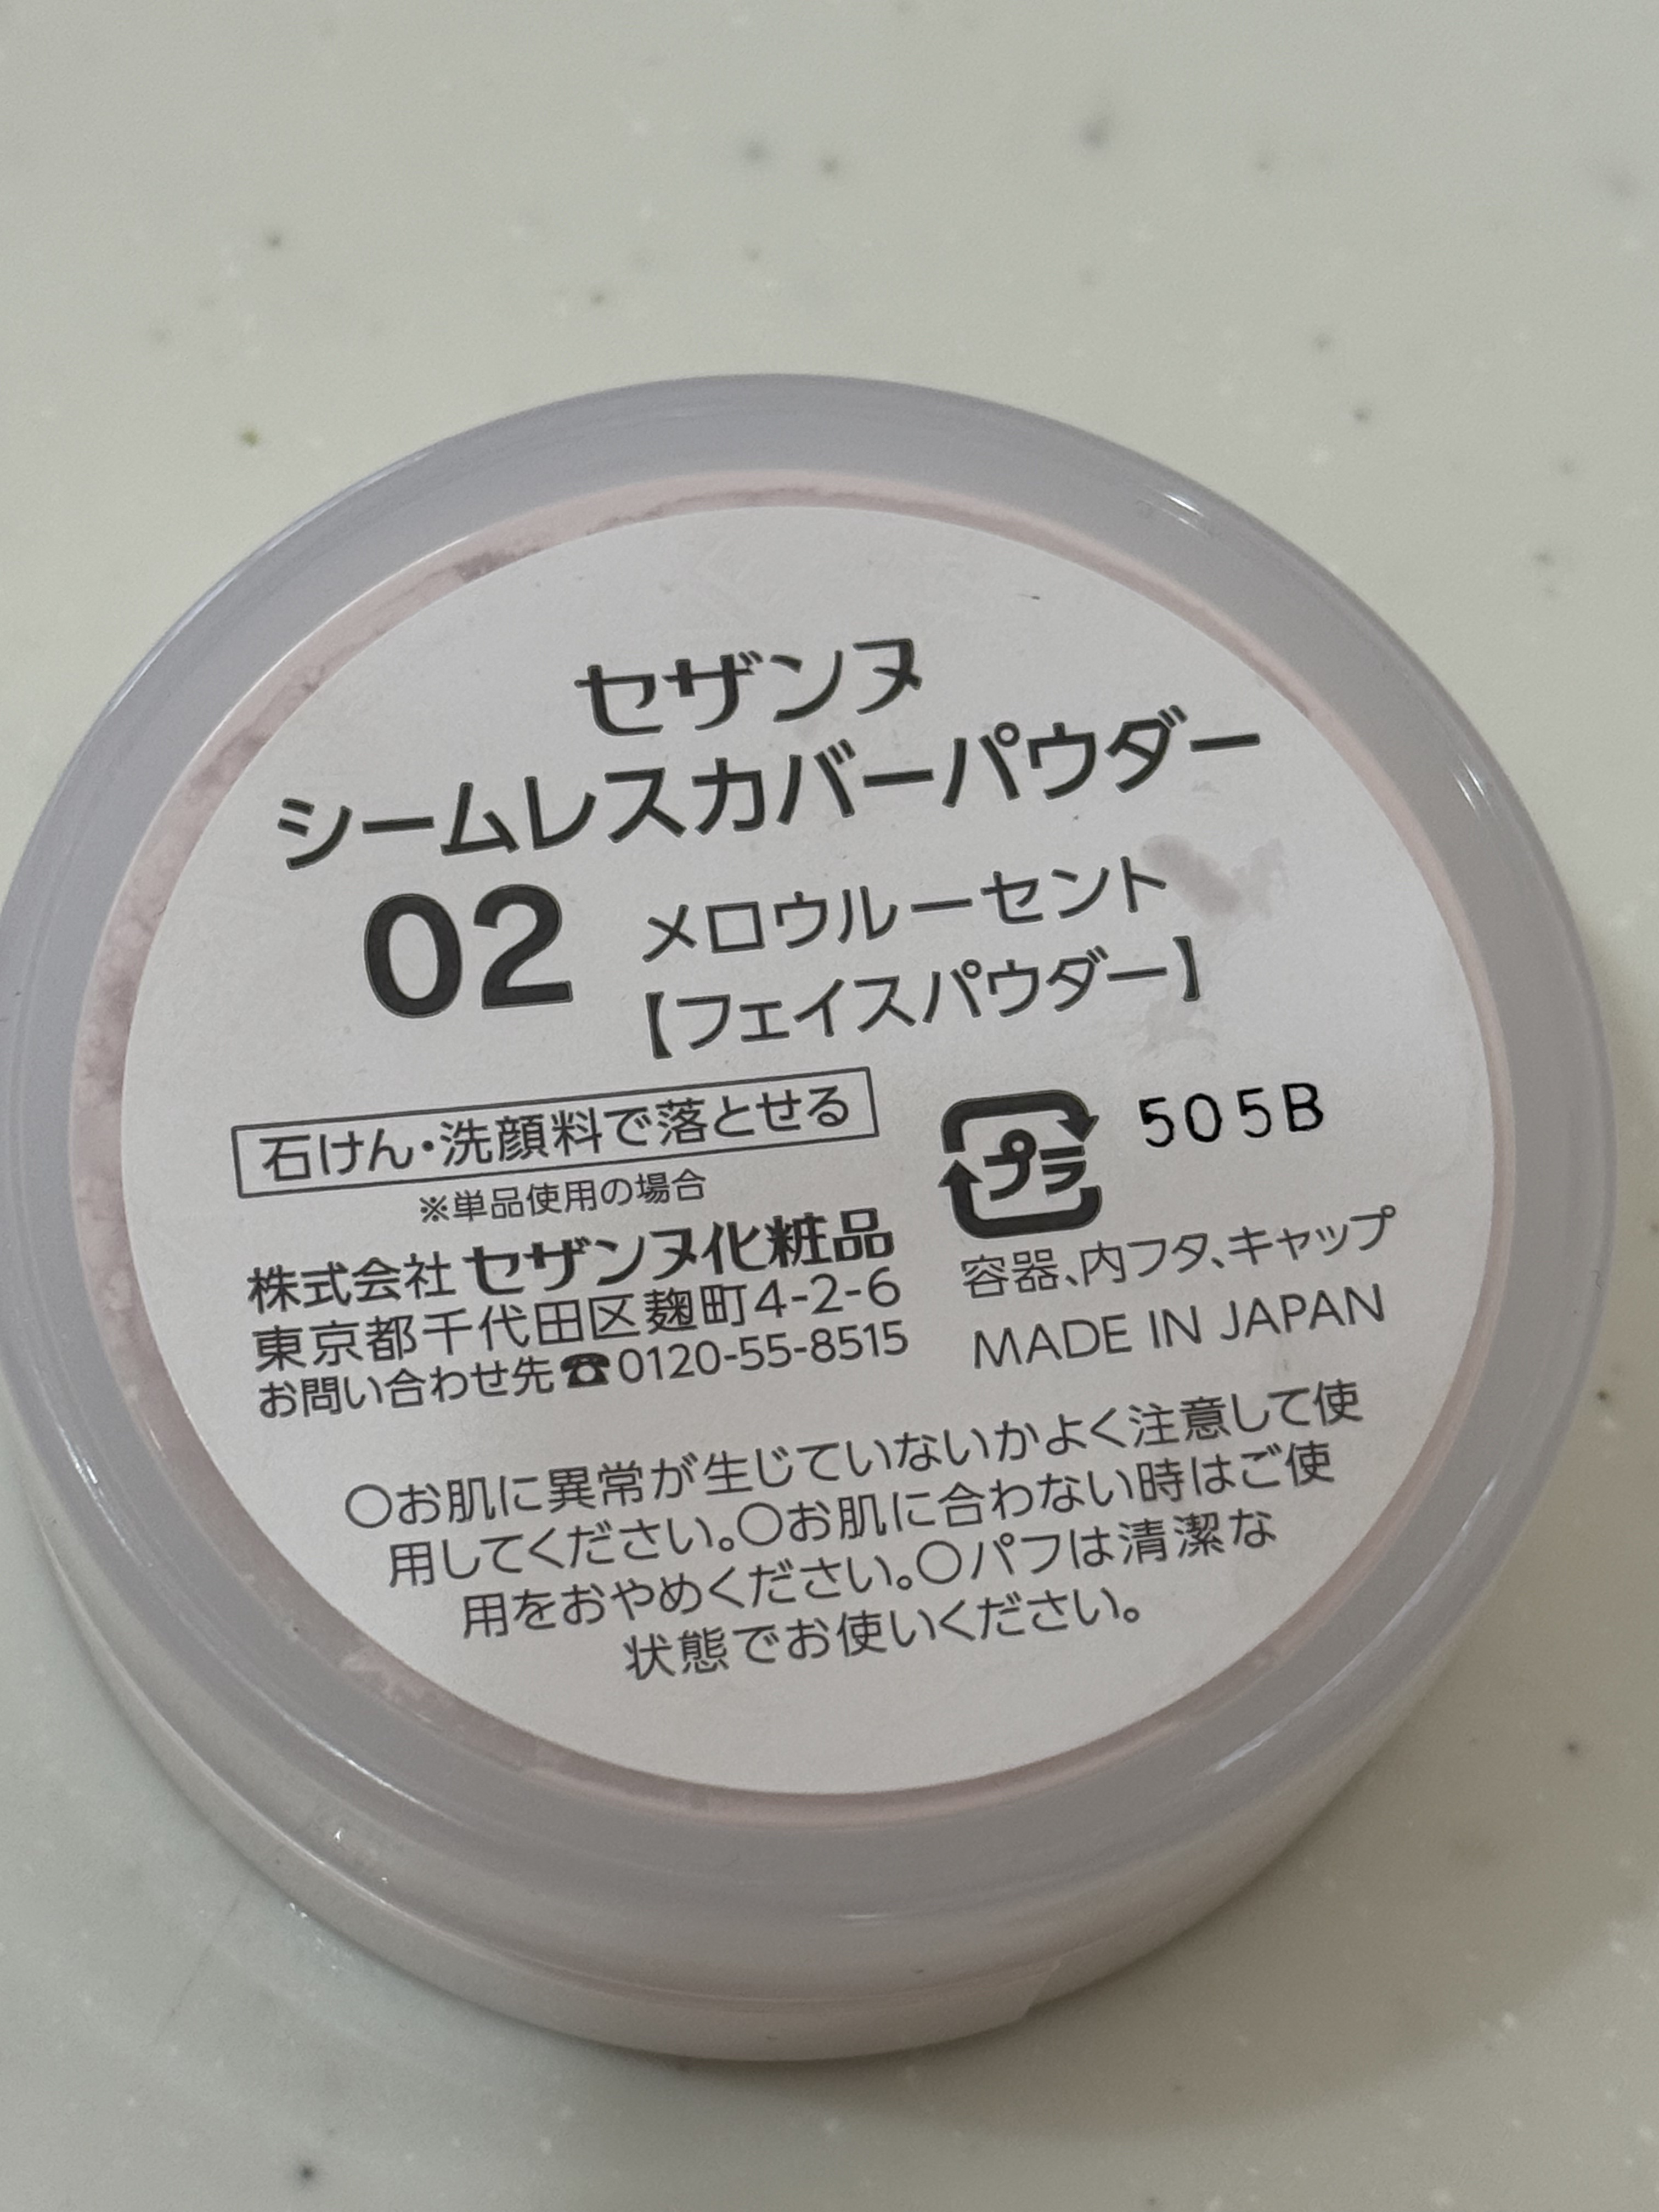 セザンヌ
シームレスカバーパウダー
02 メロウルーセント
【フェイスパウダー】
石けん・洗顔料で落とせる
※単品使用の場合
株式会社 セザンヌ化粧品
東京都千代田区麹町4-2-6
お問い合わせ先☎0120-55-8515
プラ 505B
容器、内フタ、キャップ
MADE IN JAPAN
〇お肌に異常が生じていないかよく注意して使
用してください。〇お肌に合わない時はご使
用をおやめください。〇パフは清潔な
状態でお使いください。